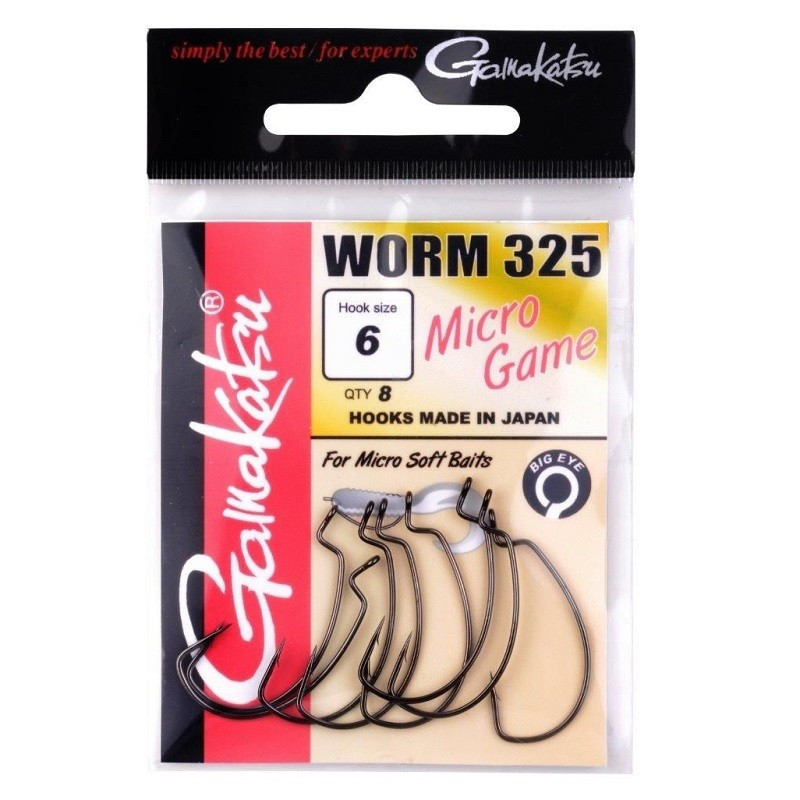 simply the best / for experts
Gamakatsu
WORM 325
Hook size
6
Micro
Game
QTY 8
HOOKS MADE IN JAPAN
For Micro Soft Baits
BIG EYE
Gamakatsu®